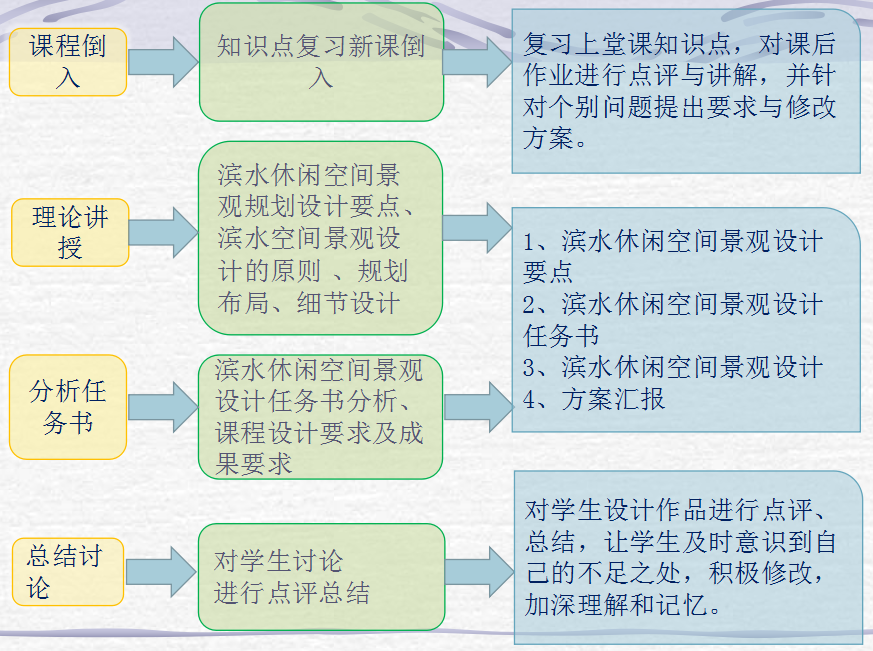 课程倒
入
知识点复习新课倒
入
复习上堂课知识点，对课后
作业进行点评与讲解，并针
对个别问题提出要求与修改
方案。
理论讲
授
滨水休闲空间景
观规划设计要点、
滨水空间景观设
计的原则 、规划
布局、细节设计
1、滨水休闲空间景观设计
要点
2、滨水休闲空间景观设计
任务书
3、滨水休闲空间景观设计
4、方案汇报
分析任
务书
滨水休闲空间景观
设计任务书分析、
课程设计要求及成
果要求
总结讨
论
对学生讨论
进行点评总结
对学生设计作品进行点评、
总结，让学生及时意识到自
己的不足之处，积极修改，
加深理解和记忆。